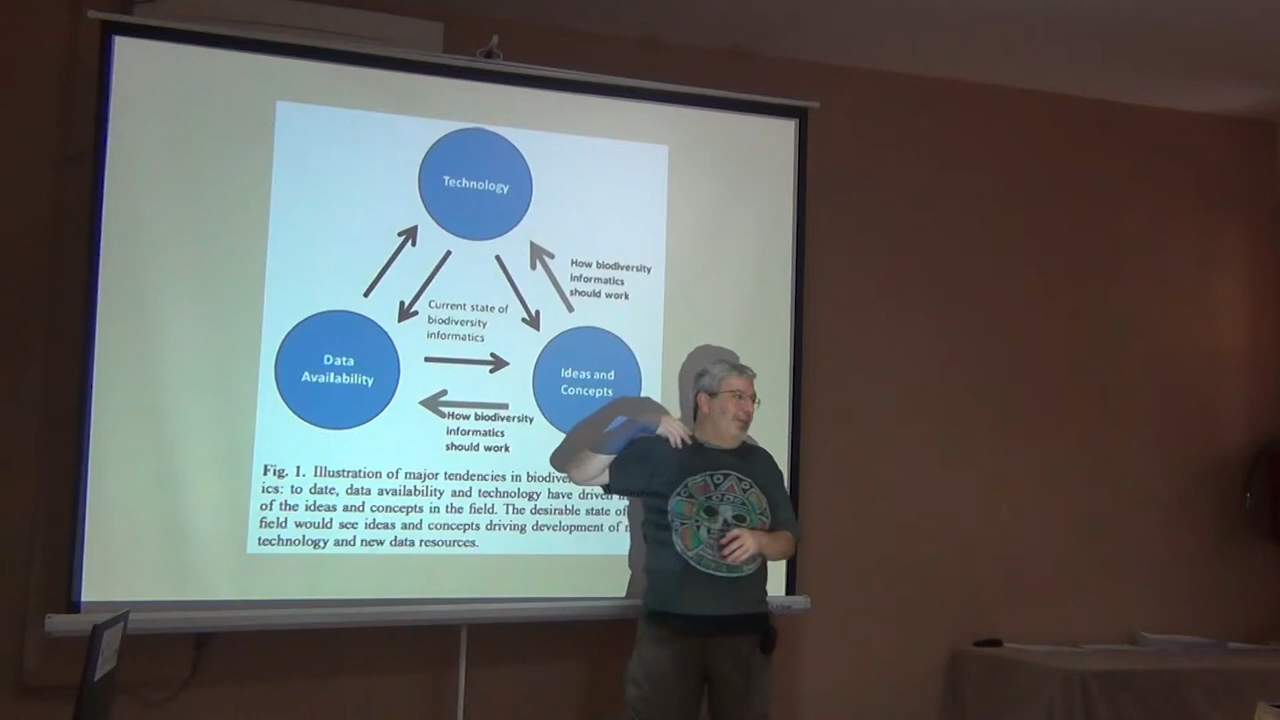 Technology
How biodiversity
informatics
should work
Current state of
biodiversity
informatics
Data
Availability
Ideas and
Concepts
How biodiversity
informatics
should work
Fig. 1. Illustration of major tendencies in
ics: to date, data availability and technology have driven
of the ideas and concepts in the field. The desirable state of
field would see ideas and concepts driving development of
technology and new data resources.